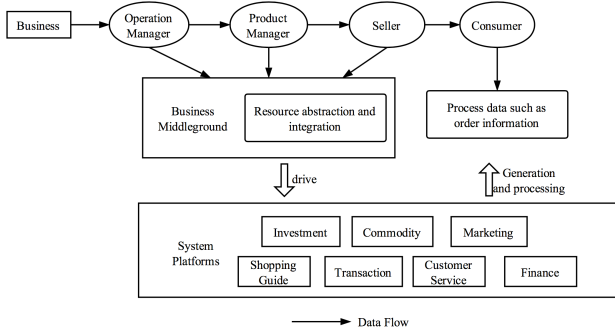 Business
Operation
Manager
Product
Manager
Seller
Consumer
Business
Middleground
Resource abstraction and
integration
Process data such as
order information
drive
Generation
and processing
System
Platforms
Investment
Commodity
Marketing
Shopping
Guide
Transaction
Customer
Service
Finance
Data Flow